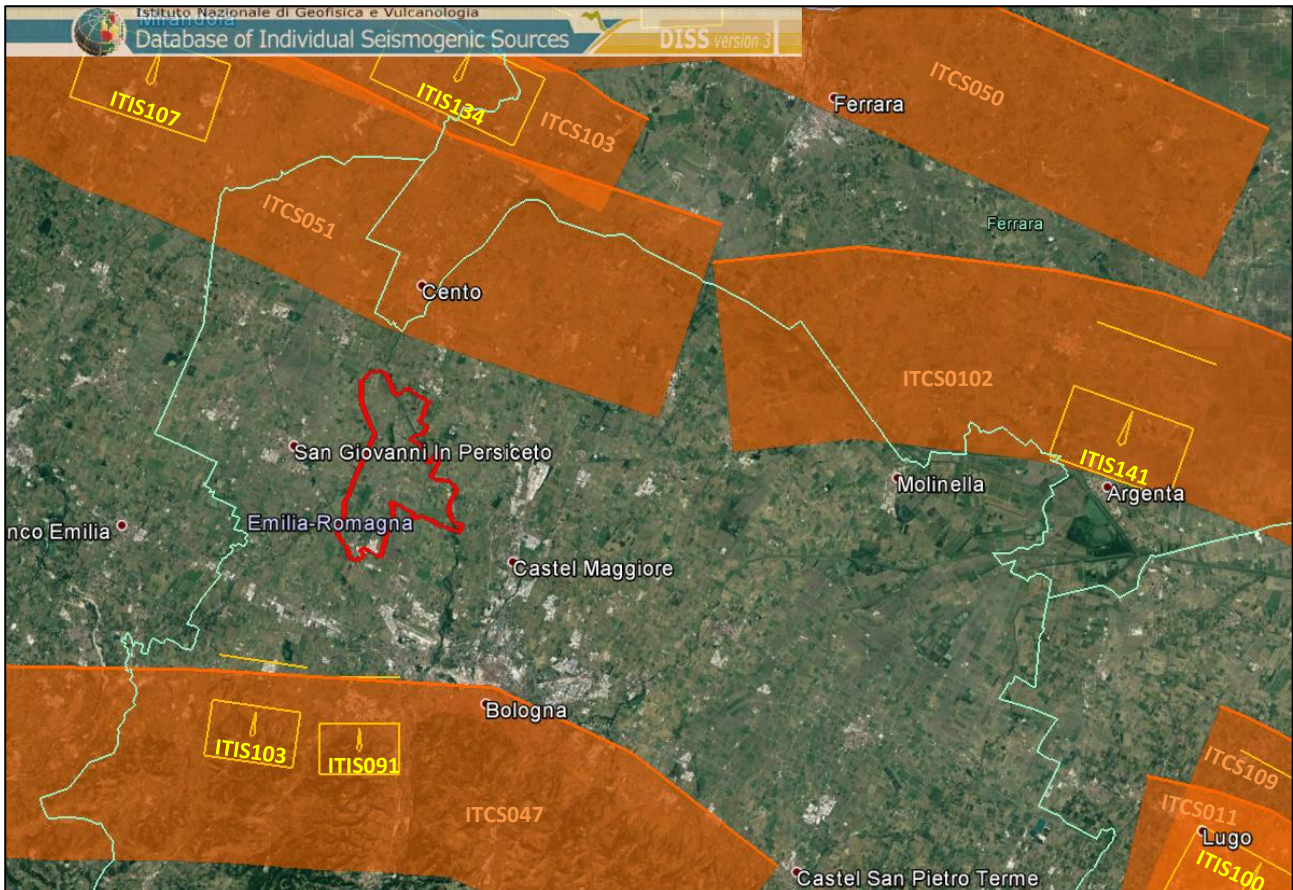 Istituto Nazionale di Geofisica e Vulcanologia
Mirandola
Database of Individual Seismogenic Sources
DISS version 3
ITIS107
ITIS134
ITCS103
ITCS050
Ferrara
ITCS051
Ferrara
Cento
ITCS0102
San Giovanni In Persiceto
ITIS141
Molinella
Argenta
Emilia-Romagna
nco Emilia
Castel Maggiore
Bologna
ITIS103
ITIS091
ITCS047
ITCS109
ITCS011
Lugo
ITIS100
Castel San Pietro Terme